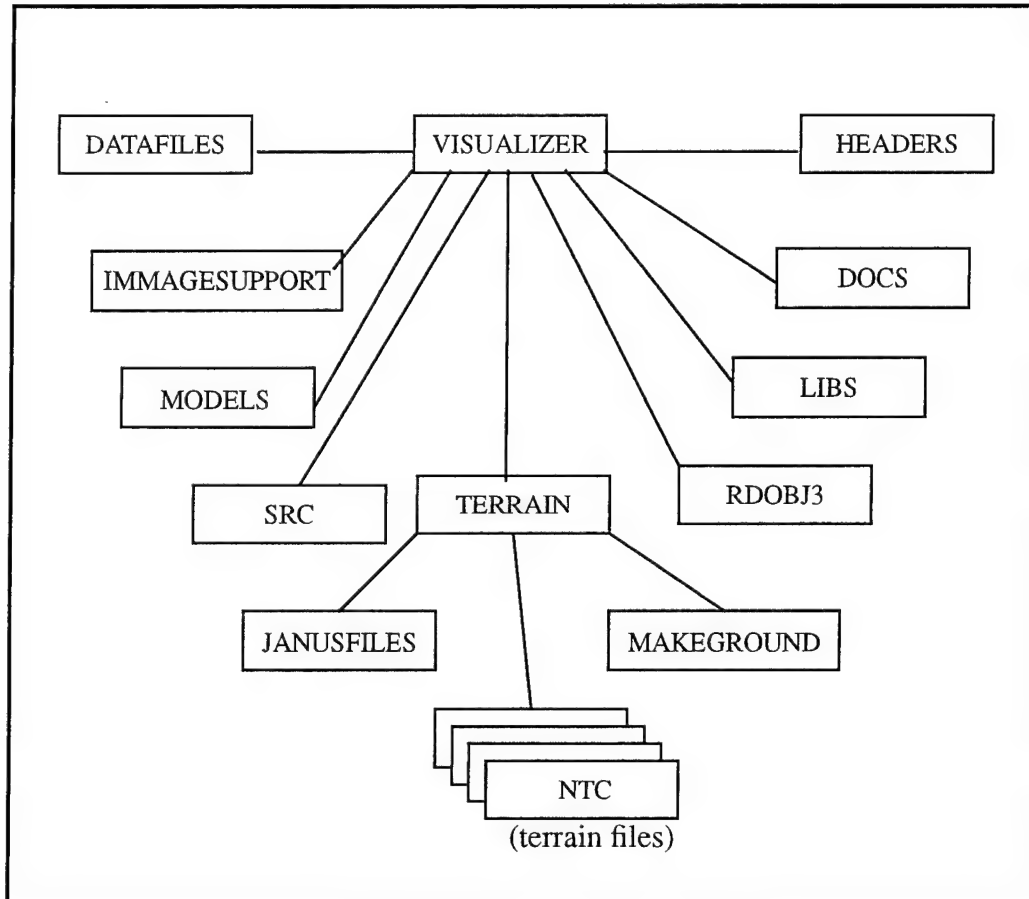 DATAFILES
VISUALIZER
HEADERS
IMMAGESUPPORT
DOCS
MODELS
LIBS
SRC
TERRAIN
RDOBJ3
JANUSFILES
MAKEGROUND
NTC
(terrain files)